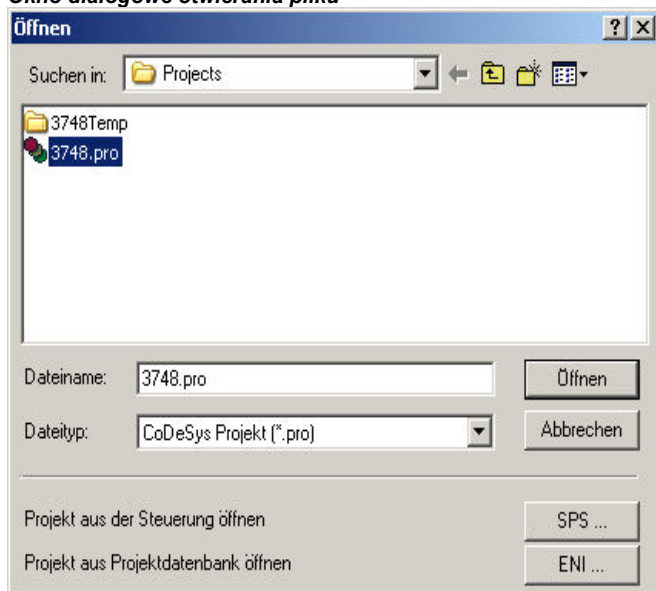 Okno dialogowe otwierania pliku
Öffnen
Suchen in: Projects
3748Temp
3748.pro
Dateiname: 3748.pro Öffnen
Dateityp: CoDeSys Projekt (*.pro) Abbrechen
Projekt aus der Steuerung öffnen SPS ...
Projekt aus Projektdatenbank öffnen ENI ...